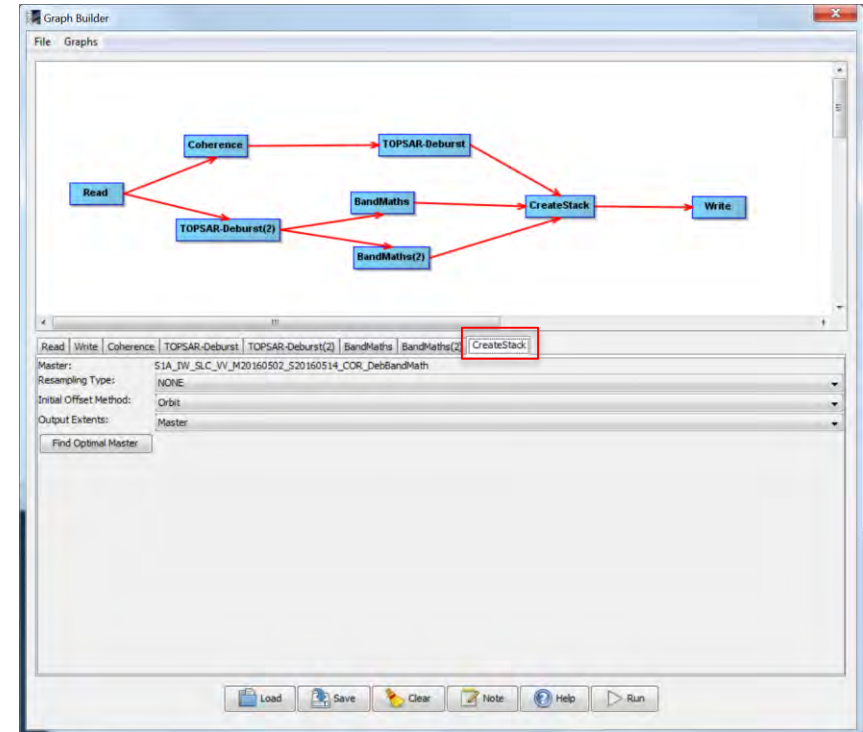 Graph Builder
File Graphs
Coherence
TOPSAR-Deburst
Read
BandMaths
CreateStack
Write
TOPSAR-Deburst(2)
BandMaths(2)
Read Write Coherence TOPSAR-Deburst TOPSAR-Deburst(2) BandMaths BandMaths(2) CreateStack
Master: S1A_IW_SLC_VV_M20160502_S20160514_COR_DebBandMath
Resampling Type: NONE
Initial Offset Method: Orbit
Output Extents: Master
Find Optimal Master
Load Save Clear Note Help Run